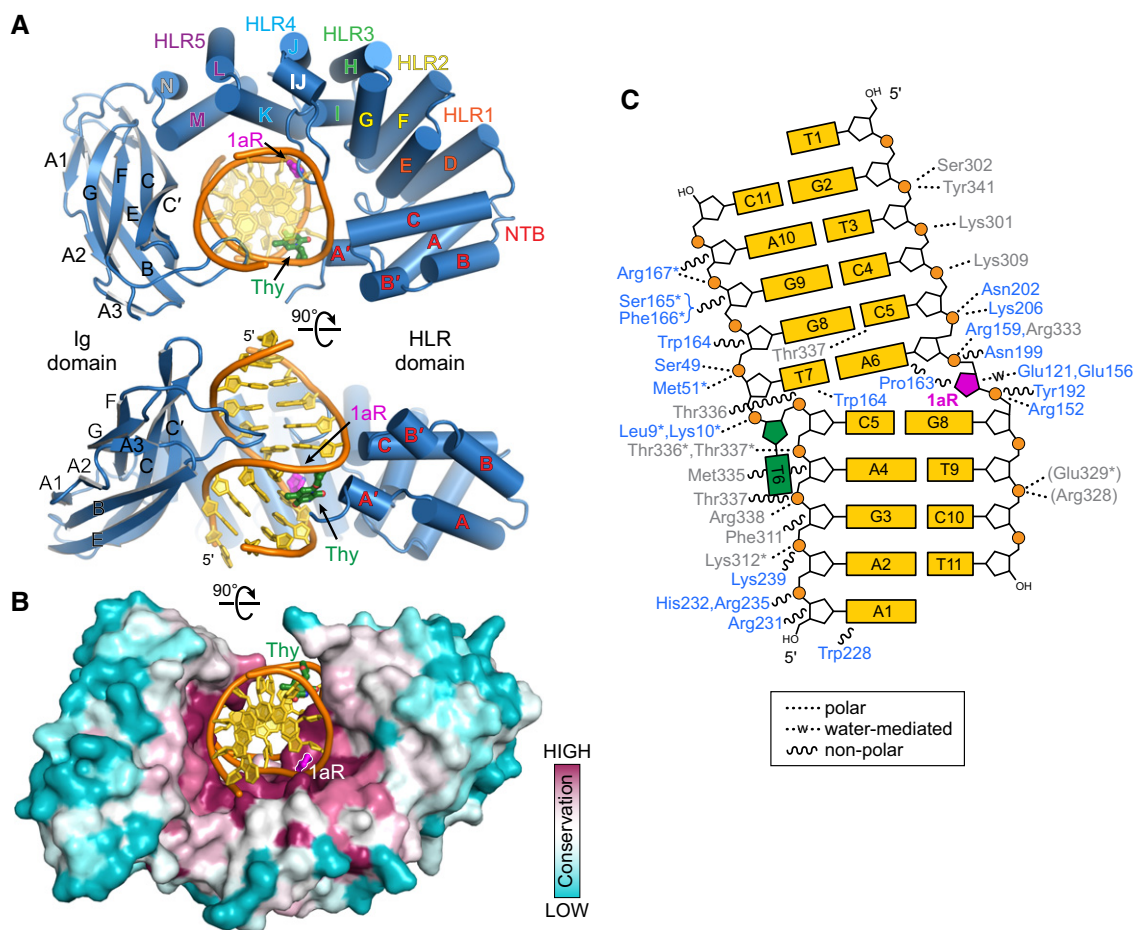 A
HLR5
HLR4
HLR3
HLR2
HLR1
NTB
N
L
M
K
J
IJ
I
H
G
F
E
D
C
A
B
A′
B′
A1
G
F
C
C′
E
A2
B
A3
1aR
Thy
90°
Ig
domain
HLR
domain
5′
1aR
F
G
A3
C′
C
A2
A1
B
E
C
B′
B
A′
A
Thy
5′
B
90°
Thy
1aR
HIGH
Conservation
LOW
C
OH
5′
T1
Ser302
Tyr341
HO
C11
G2
Lys301
A10
T3
Arg167*
Lys309
G9
C4
Ser165*
Phe166*
Asn202
Lys206
G8
C5
Trp164
Thr337
Arg159,Arg333
Ser49
Asn199
T7
A6
Met51*
Pro163
w
Glu121,Glu156
1aR
Tyr192
Trp164
Arg152
Thr336
Leu9*,Lys10*
C5
G8
Thr336*,Thr337*
Met335
T6
A4
T9
(Glu329*)
(Arg328)
Thr337
Arg338
G3
C10
Phe311
Lys312*
A2
T11
Lys239
OH
His232,Arg235
Arg231
A1
HO
5′
Trp228
polar
w water-mediated
non-polar